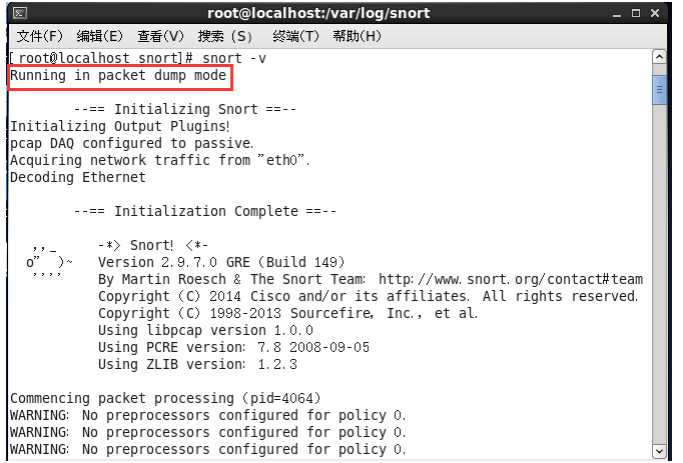 root@localhost:/var/log/snort
文件(F) 编辑(E) 查看(V) 搜索 (S) 终端(T) 帮助(H)
[root@localhost snort]# snort -v
Running in packet dump mode
--== Initializing Snort ==--
Initializing Output Plugins!
pcap DAQ configured to passive.
Acquiring network traffic from "eth0".
Decoding Ethernet
--== Initialization Complete ==--
,,_ -*> Snort! <*-
o" )~ Version 2.9.7.0 GRE (Build 149)
'''' By Martin Roesch & The Snort Team: http://www.snort.org/contact#team
Copyright (C) 2014 Cisco and/or its affiliates. All rights reserved.
Copyright (C) 1998-2013 Sourcefire, Inc., et al.
Using libpcap version 1.0.0
Using PCRE version: 7.8 2008-09-05
Using ZLIB version: 1.2.3
Commencing packet processing (pid=4064)
WARNING: No preprocessors configured for policy 0.
WARNING: No preprocessors configured for policy 0.
WARNING: No preprocessors configured for policy 0.